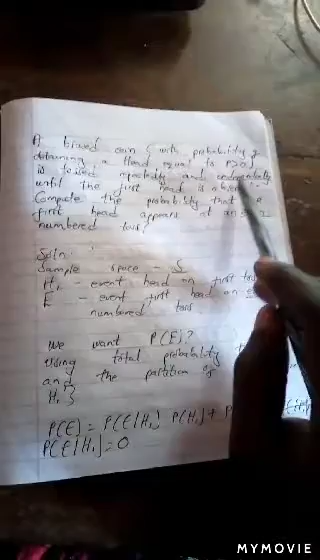 A biased coin (with probability of
obtaining a Head equal to P>0)
is tossed repeatedly and independently
until the first head is observed.
Compute the probability that a
first head appears at an
numbered toss?
Soln:
Sample space - S
H₁ - event head on first toss
E - event first head on
numbered toss
We want P(E)?
Using total probability
and the partition of
H₁ }
P(E) = P(E|H₁) P(H₁) + P
P(E|H₁) = 0
MYMOVIE